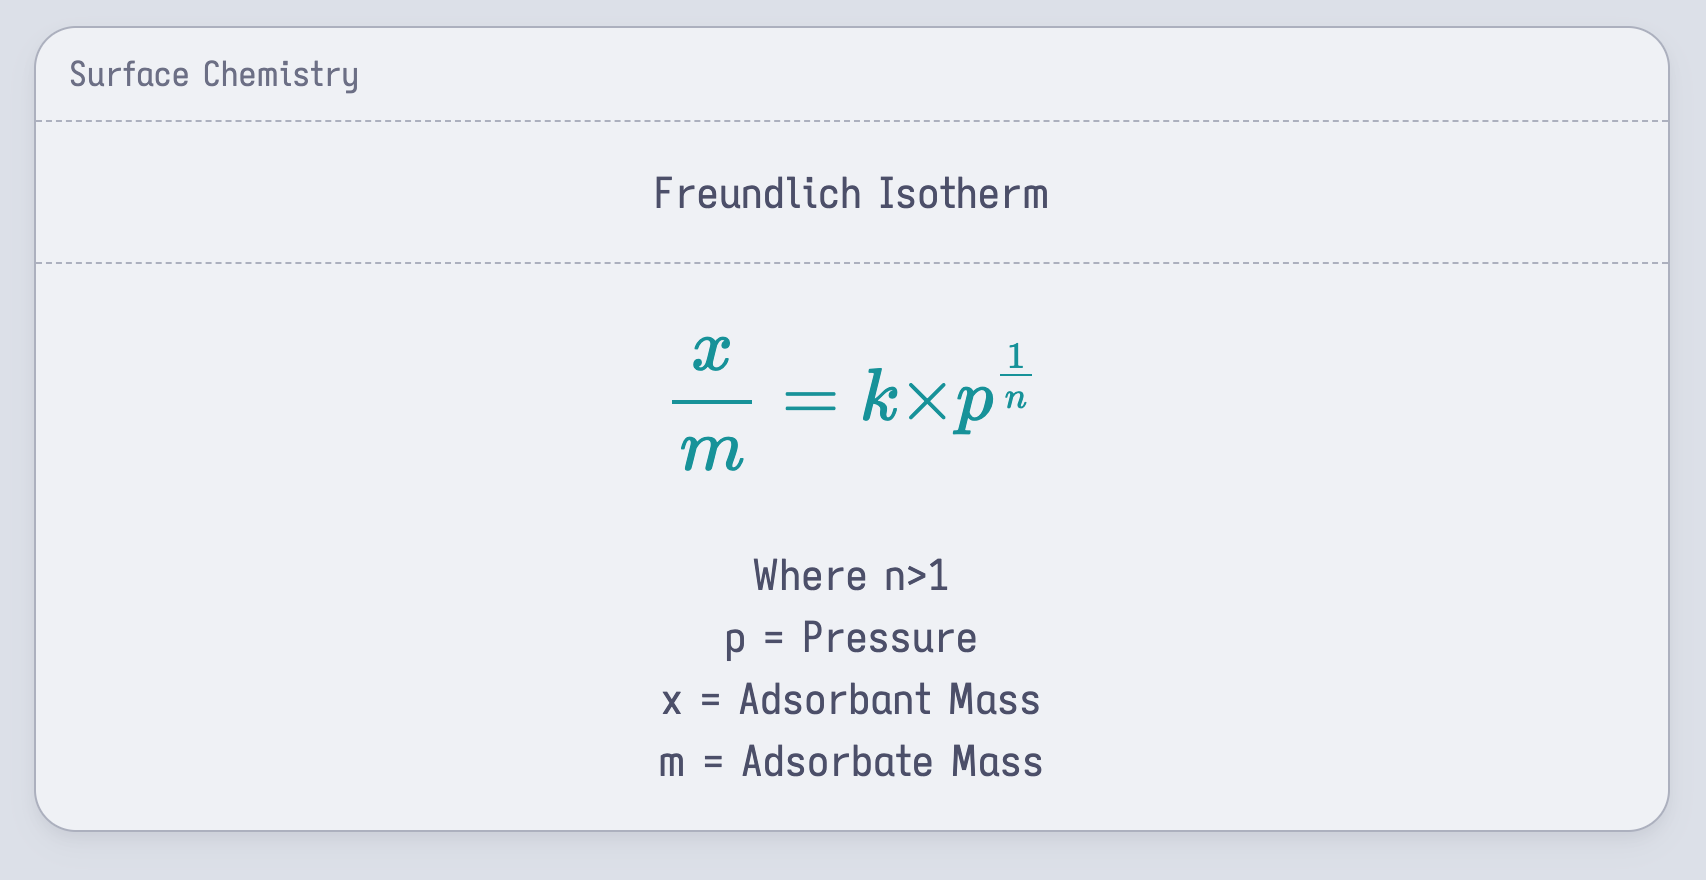 Surface Chemistry
Freundlich Isotherm
x/m = k×p^(1/n)
Where n>1
p = Pressure
x = Adsorbant Mass
m = Adsorbate Mass